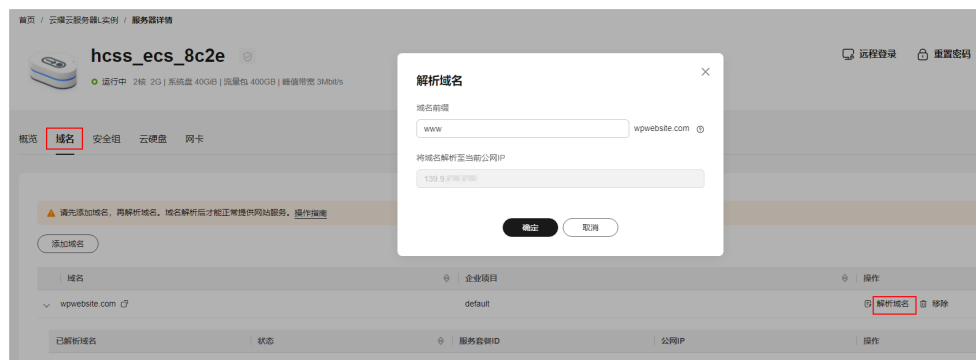 首页 / 云耀云服务器L实例 / 服务器详情
hcss_ecs_8c2e
运行中 2核 2G | 系统盘 40GiB | 流量包 400GB | 峰值带宽 3Mbit/s
远程登录 重置密码
概览 域名 安全组 云硬盘 网卡
解析域名
域名前缀
www wpwebsite.com
将域名解析至当前公网IP
139.9.
确定 取消
请先添加域名，再解析域名。域名解析后才能正常提供网站服务。操作指南
添加域名
域名 企业项目 操作
wpwebsite.com default 解析域名 移除
已解析域名 状态 服务套餐ID 公网IP 操作